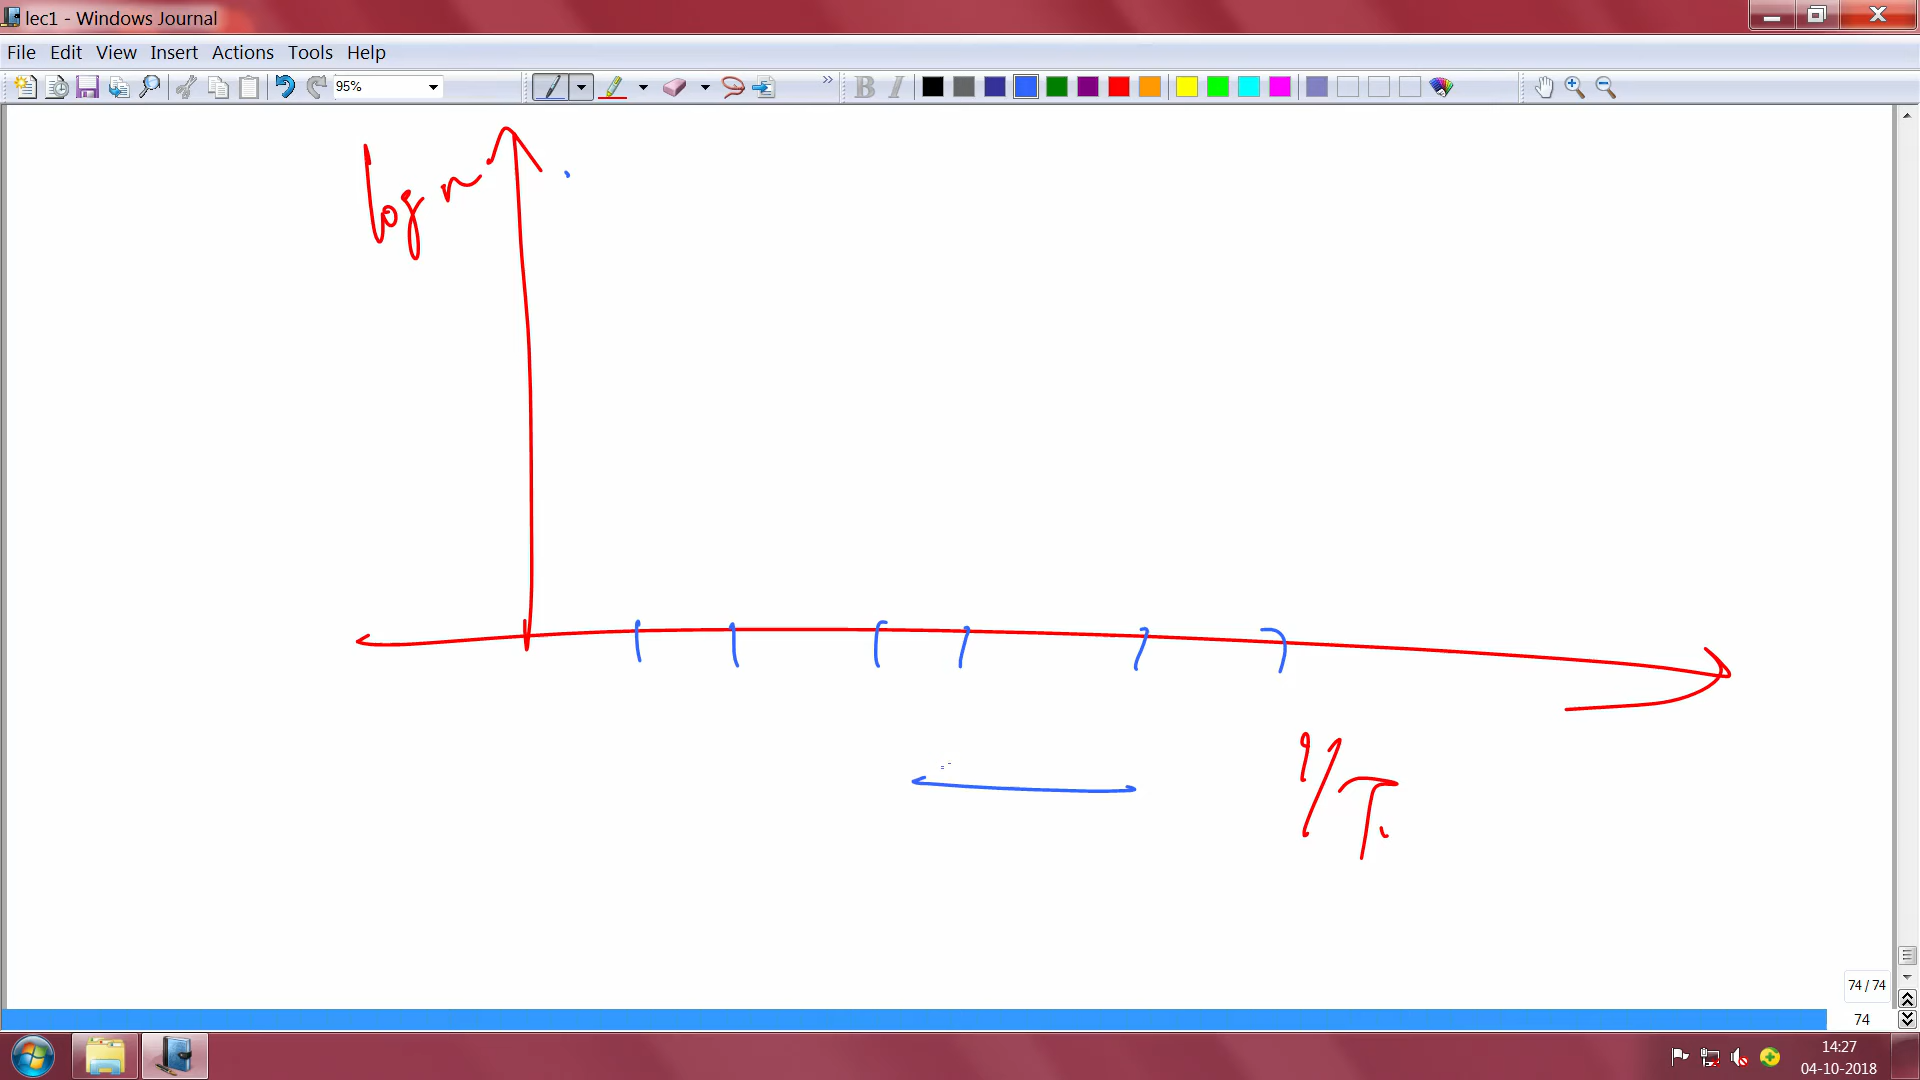 lec1 - Windows Journal
File Edit View Insert Actions Tools Help
95%
B I
log n
1/T
74 / 74
74
14:27
04-10-2018